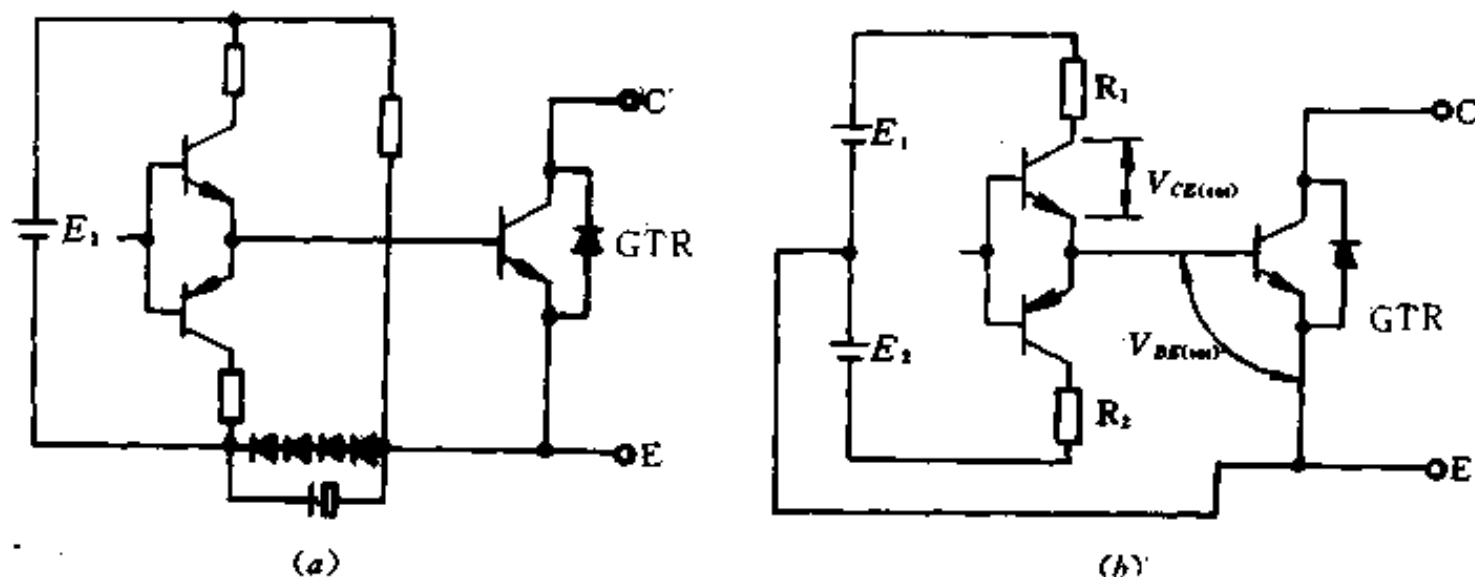 E₁
C
GTR
E
(a)
R₁
E₁
V_CE(sat)
C
E₂
V_BE(sat)
GTR
R₂
E
(b)